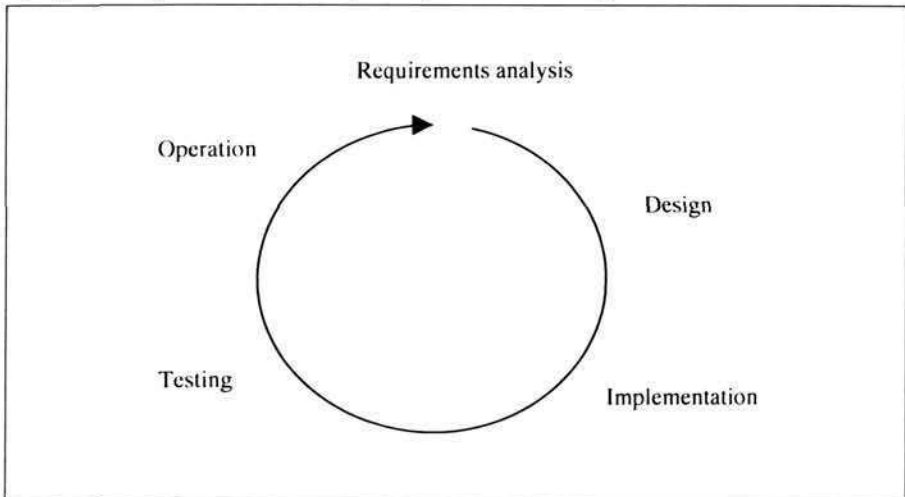 Requirements analysis
Operation
Design
Testing
Implementation